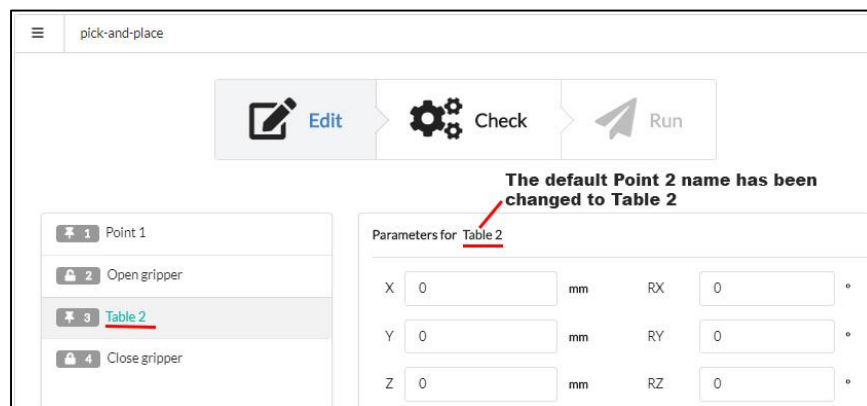 pick-and-place
Edit
Check
Run
The default Point 2 name has been
changed to Table 2
1 Point 1
2 Open gripper
3 Table 2
4 Close gripper
Parameters for Table 2
X 0 mm RX 0 °
Y 0 mm RY 0 °
Z 0 mm RZ 0 °